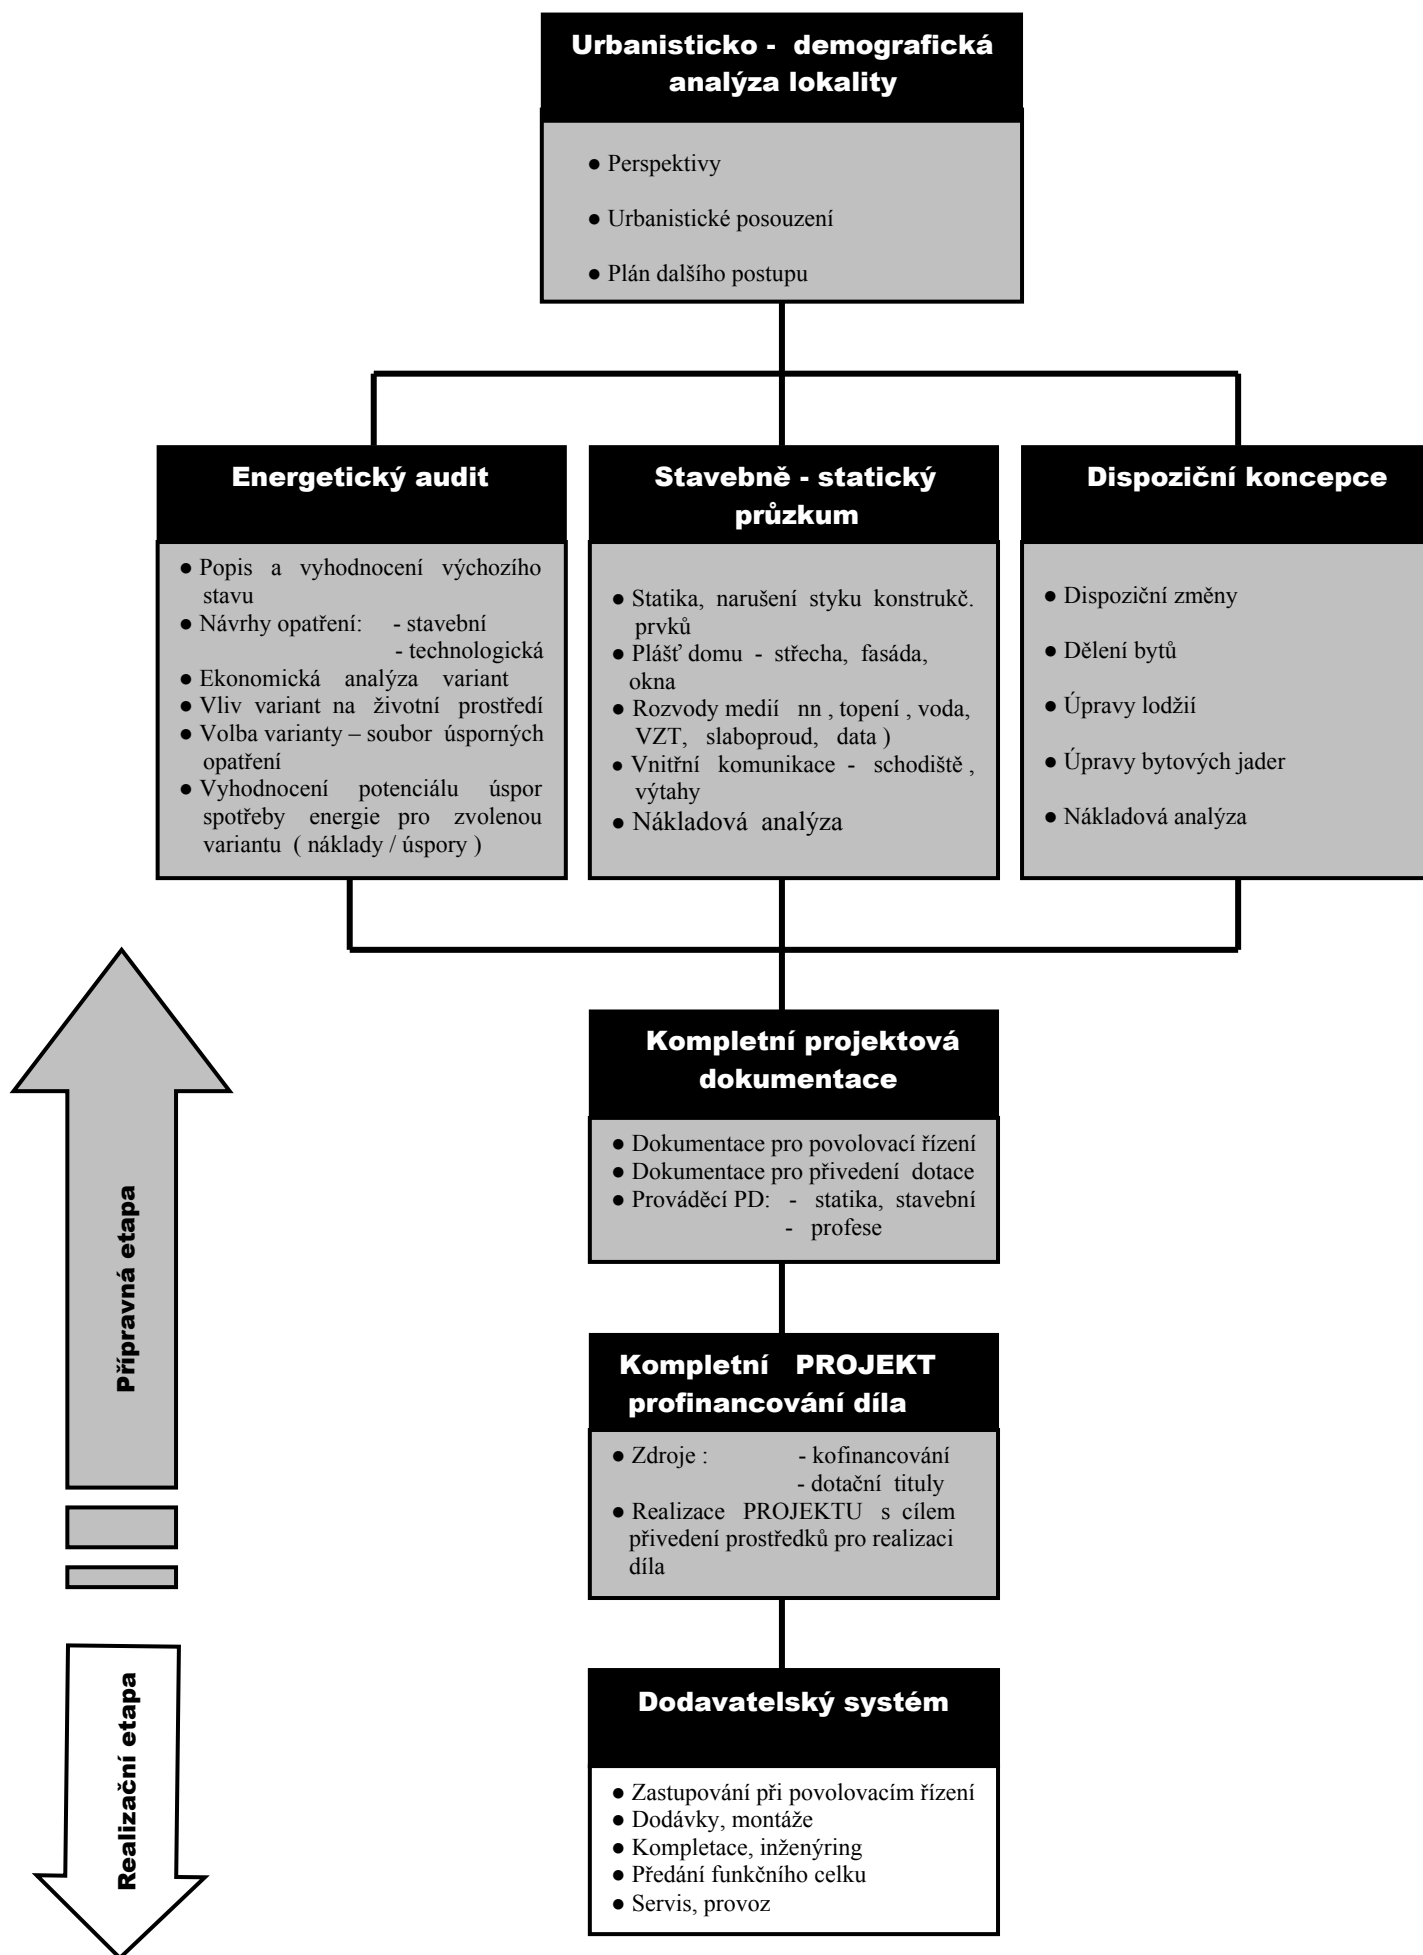 Urbanisticko - demografická
analýza lokality
● Perspektivy
● Urbanistické posouzení
● Plán dalšího postupu
Energetický audit
● Popis a vyhodnocení výchozího
stavu
● Návrhy opatření: - stavební
- technologická
● Ekonomická analýza variant
● Vliv variant na životní prostředí
● Volba varianty – soubor úsporných
opatření
● Vyhodnocení potenciálu úspor
spotřeby energie pro zvolenou
variantu ( náklady / úspory )
Stavebně - statický
průzkum
● Statika, narušení styku konstrukč.
prvků
● Plášť domu - střecha, fasáda,
okna
● Rozvody medií nn , topení , voda,
VZT, slaboproud, data )
● Vnitřní komunikace - schodiště ,
výtahy
● Nákladová analýza
Dispoziční koncepce
● Dispoziční změny
● Dělení bytů
● Úpravy lodžií
● Úpravy bytových jader
● Nákladová analýza
Kompletní projektová
dokumentace
● Dokumentace pro povolovací řízení
● Dokumentace pro přivedení dotace
● Prováděcí PD: - statika, stavební
- profese
Kompletní PROJEKT
profinancování díla
● Zdroje : - kofinancování
- dotační tituly
● Realizace PROJEKTU s cílem
přivedení prostředků pro realizaci
díla
Dodavatelský systém
● Zastupování při povolovacím řízení
● Dodávky, montáže
● Kompletace, inženýring
● Předání funkčního celku
● Servis, provoz
Přípravná etapa
Realizační etapa